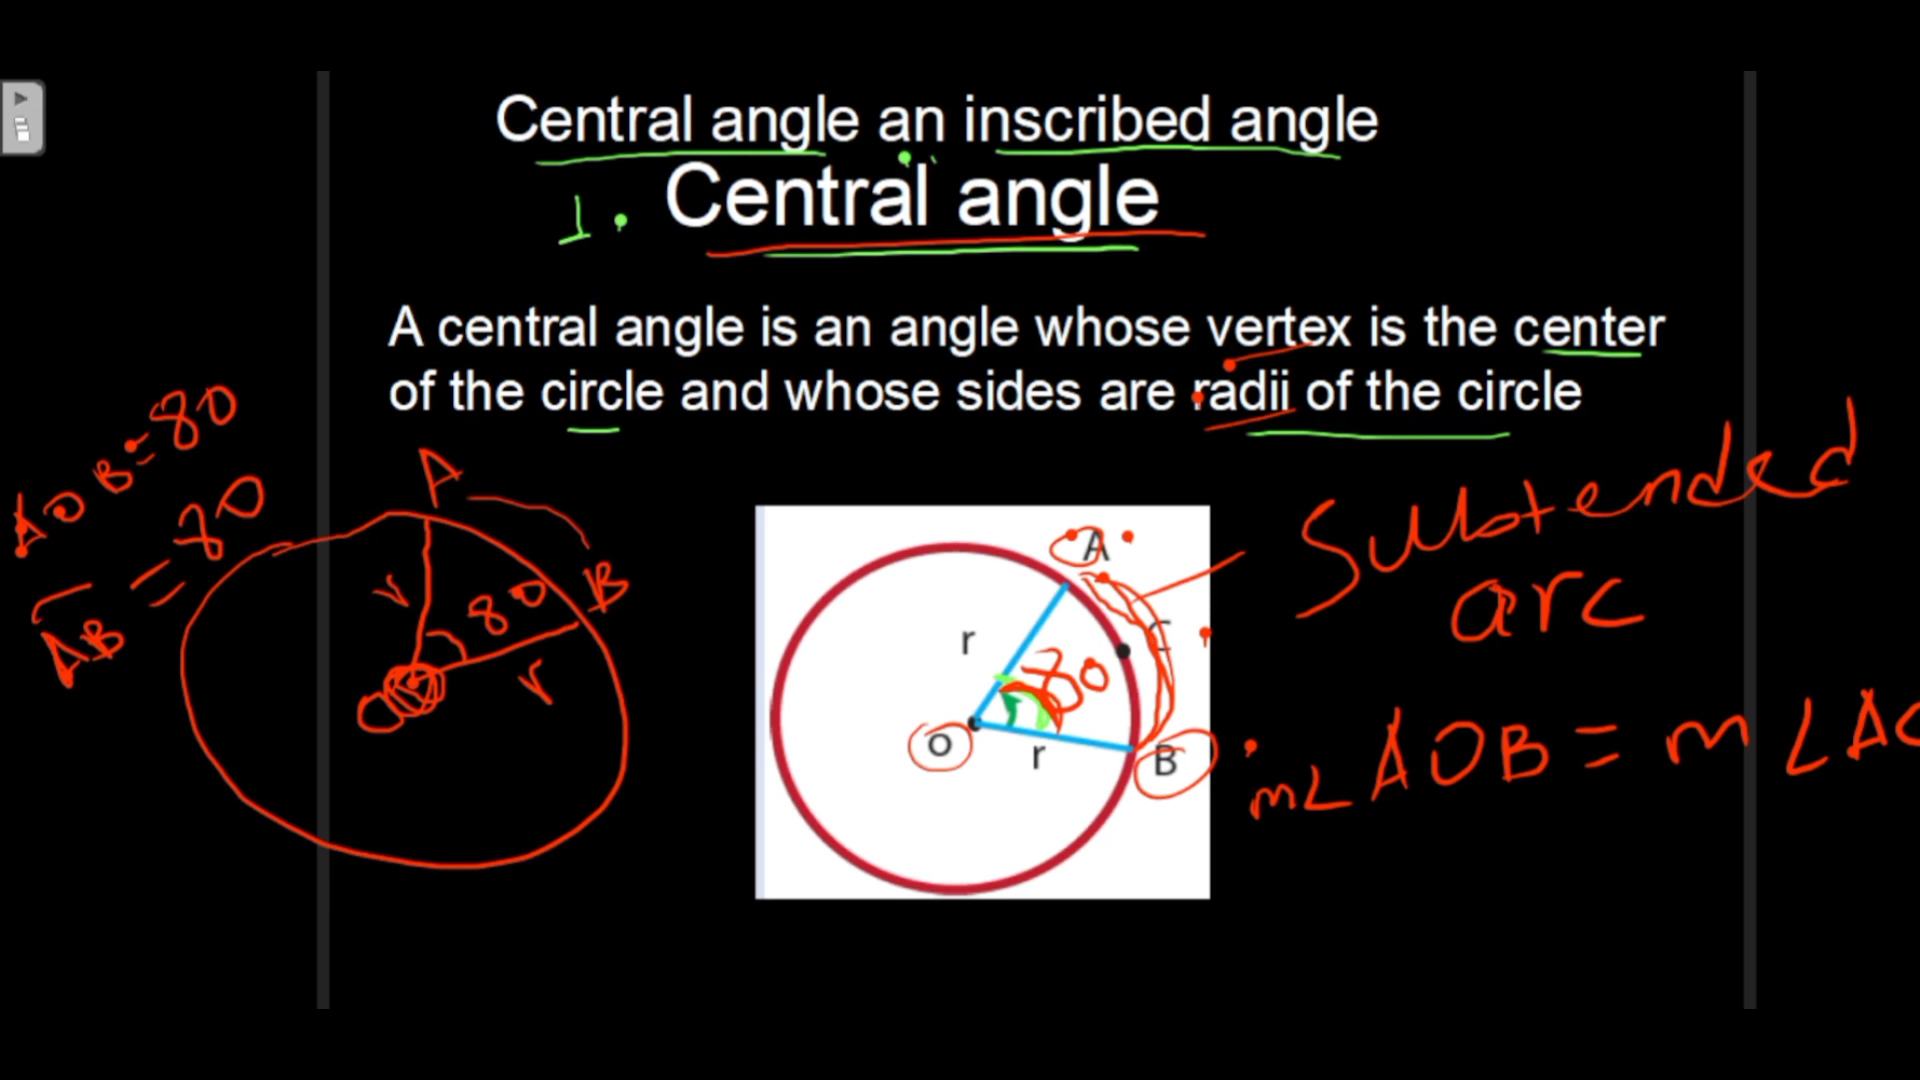 Central angle an inscribed angle
1. Central angle
A central angle is an angle whose vertex is the center
of the circle and whose sides are radii of the circle
AOB=80
AB = 80
A
B
r
80
r
O
Subtended
arc
A
C
r
80
O
r
B
m∠AOB = m∠AC